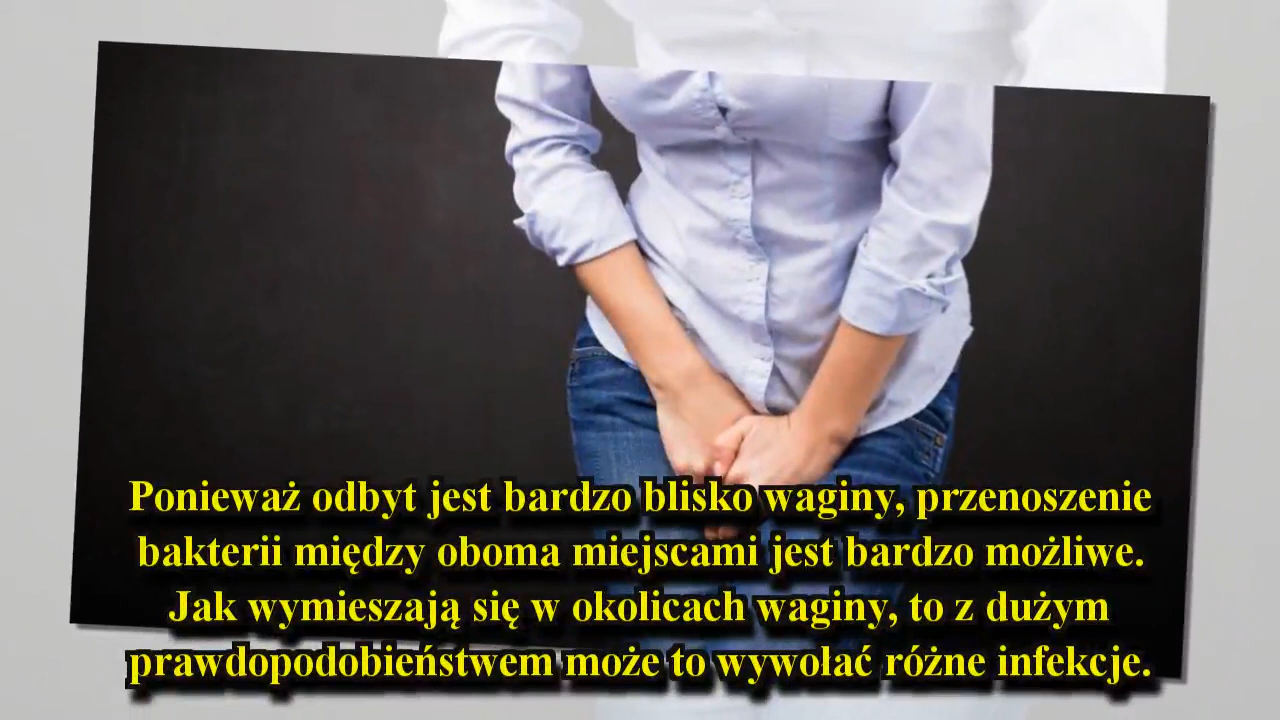 Ponieważ odbyt jest bardzo blisko waginy, przenoszenie
bakterii między oboma miejscami jest bardzo możliwe.
Jak wymieszają się w okolicach waginy, to z dużym
prawdopodobieństwem może to wywołać różne infekcje.